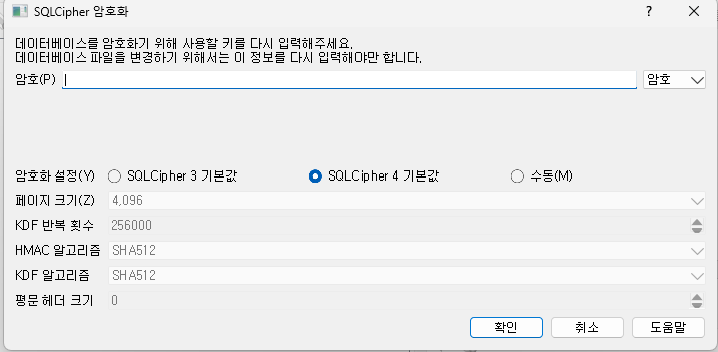 SQLCipher 암호화
데이터베이스를 암호화기 위해 사용할 키를 다시 입력해주세요.
데이터베이스 파일을 변경하기 위해서는 이 정보를 다시 입력해야만 합니다.
암호(P) 암호
암호화 설정(Y) SQLCipher 3 기본값 SQLCipher 4 기본값 수동(M)
페이지 크기(Z) 4,096
KDF 반복 횟수 256000
HMAC 알고리즘 SHA512
KDF 알고리즘 SHA512
평문 헤더 크기 0
확인 취소 도움말